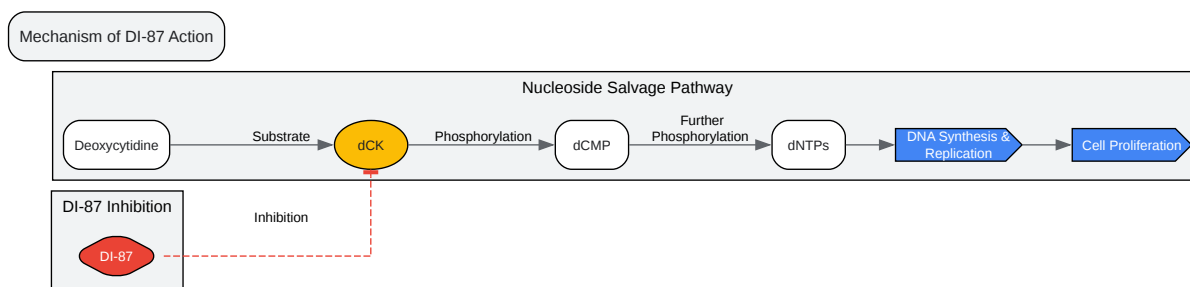 Mechanism of DI-87 Action
Nucleoside Salvage Pathway
Deoxycytidine
Substrate
dCK
Phosphorylation
dCMP
Further
Phosphorylation
dNTPs
DNA Synthesis &
Replication
Cell Proliferation
DI-87 Inhibition
DI-87
Inhibition